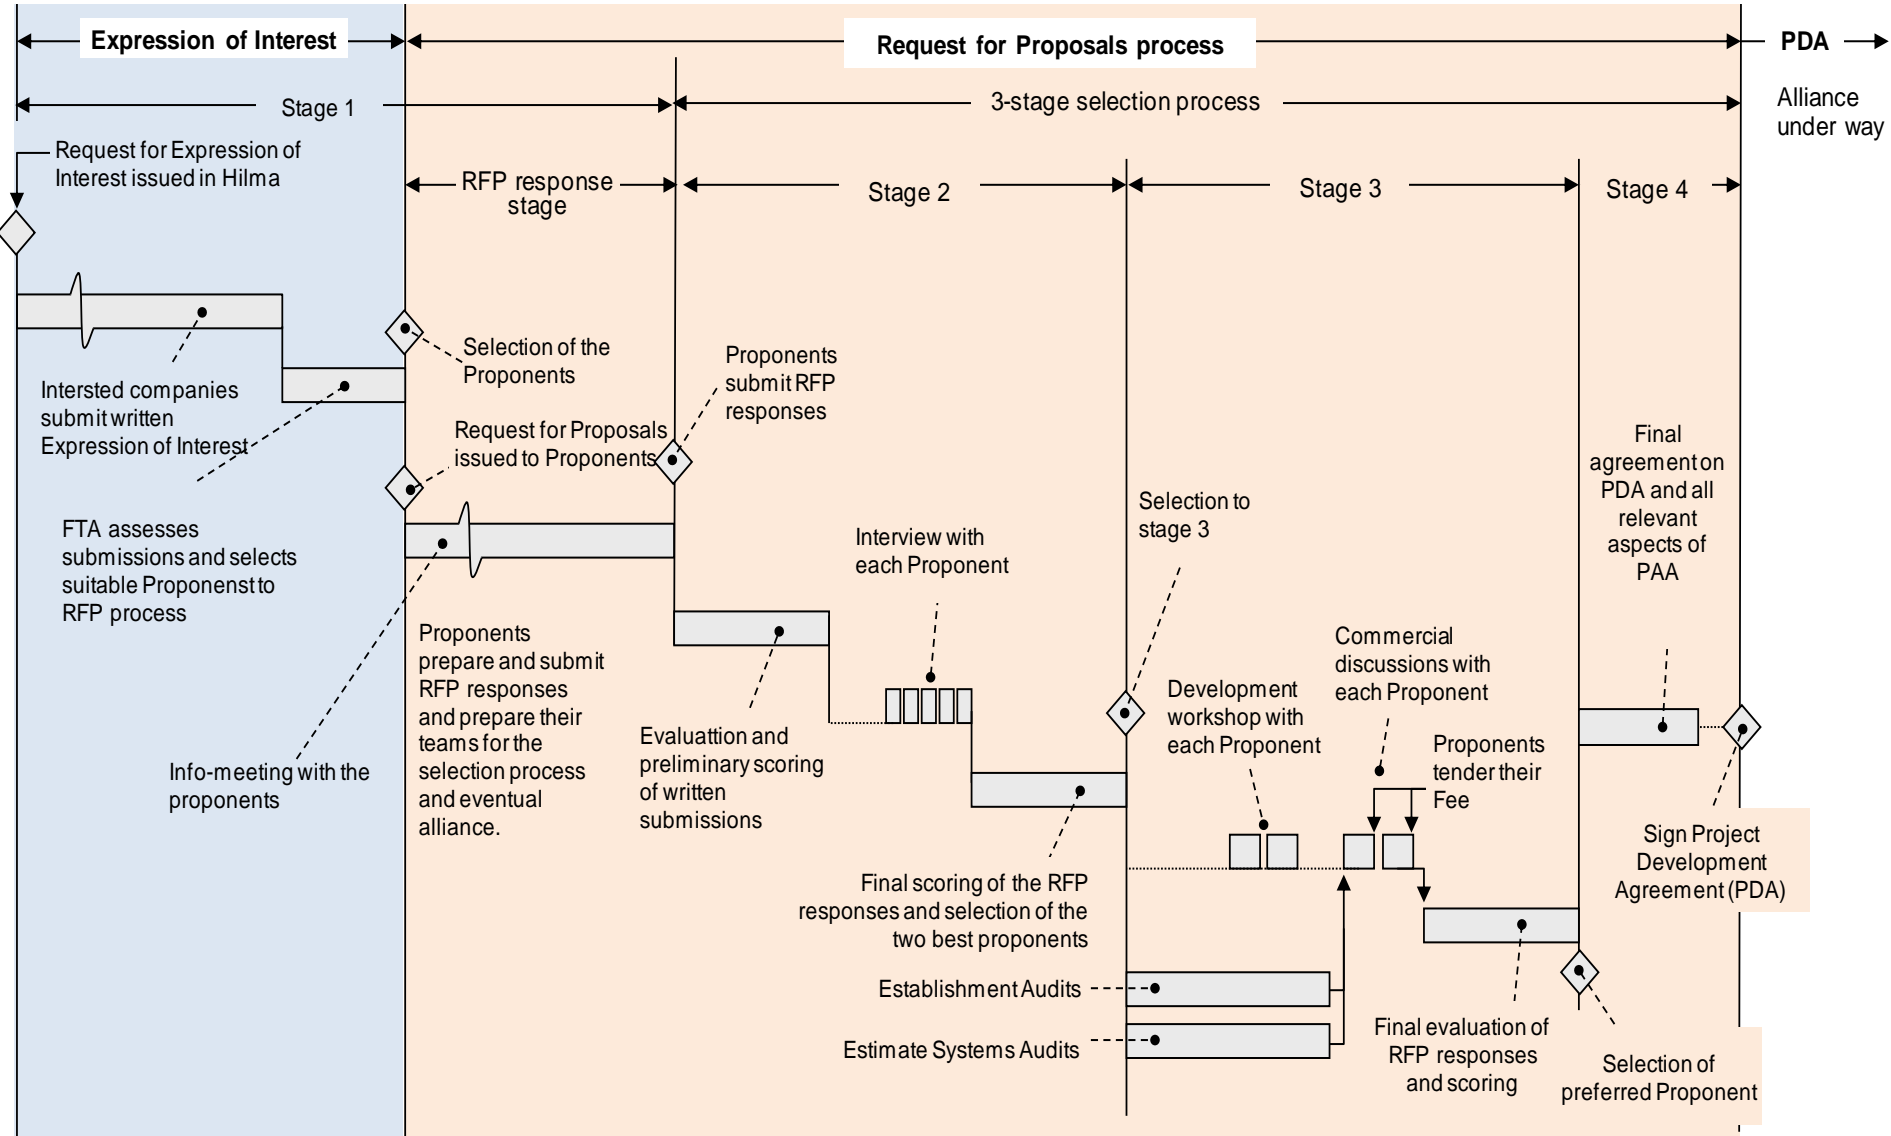 Expression of Interest
Request for Proposals process
PDA
Stage 1
3-stage selection process
Alliance
under way
Request for Expression of
Interest issued in Hilma
RFP response
stage
Stage 2
Stage 3
Stage 4
Intersted companies
submit written
Expression of Interest
Selection of the
Proponents
Proponents
submit RFP
responses
Request for Proposals
issued to Proponents
FTA assesses
submissions and selects
suitable Proponenst to
RFP process
Info-meeting with the
proponents
Proponents
prepare and submit
RFP responses
and prepare their
teams for the
selection process
and eventual
alliance.
Evaluattion and
preliminary scoring
of written
submissions
Interview with
each Proponent
Selection to
stage 3
Final scoring of the RFP
responses and selection of the
two best proponents
Establishment Audits
Estimate Systems Audits
Development
workshop with
each Proponent
Commercial
discussions with
each Proponent
Proponents
tender their
Fee
Final evaluation of
RFP responses
and scoring
Final
agreement on
PDA and all
relevant
aspects of
PAA
Sign Project
Development
Agreement (PDA)
Selection of
preferred Proponent